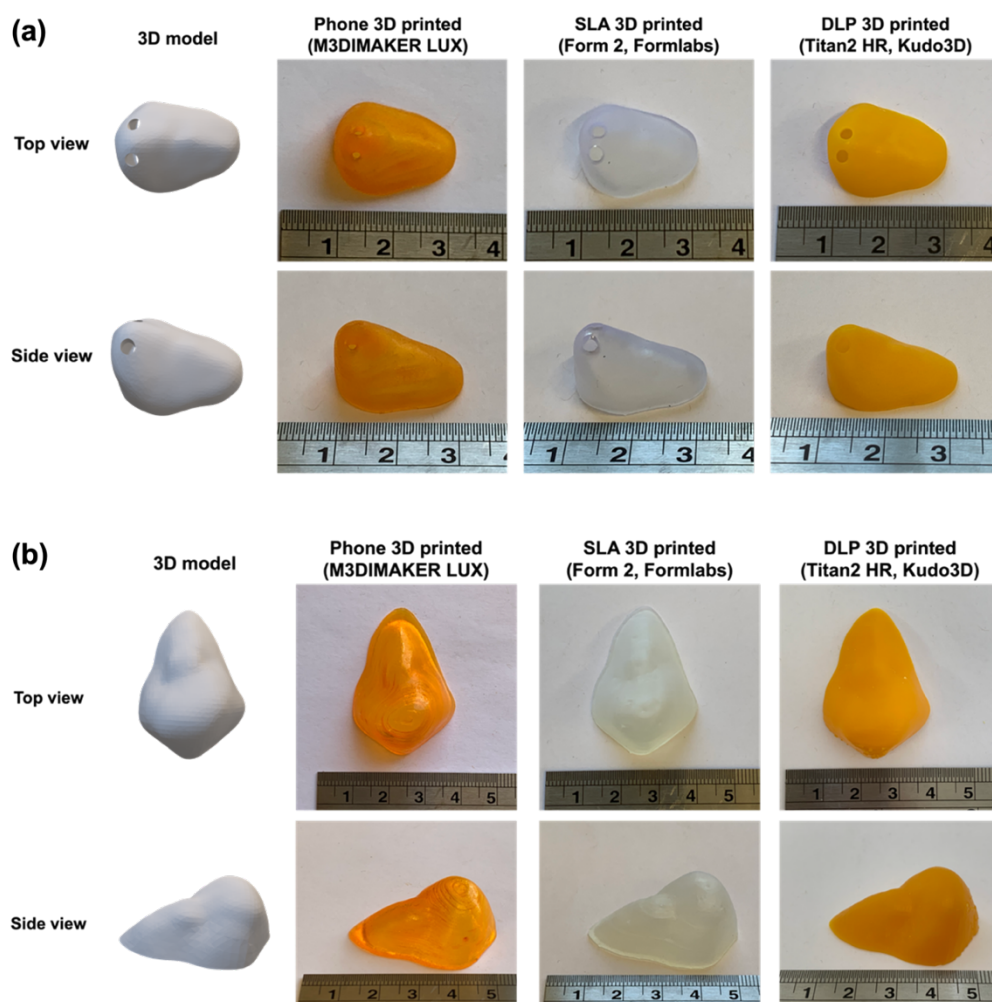 (a)
3D model
Phone 3D printed
(M3DIMAKER LUX)
SLA 3D printed
(Form 2, Formlabs)
DLP 3D printed
(Titan2 HR, Kudo3D)
Top view
1 2 3 4
1 2 3 4
1 2 3 4
Side view
1 2 3
1 2 3 4
1 2 3
(b)
3D model
Phone 3D printed
(M3DIMAKER LUX)
SLA 3D printed
(Form 2, Formlabs)
DLP 3D printed
(Titan2 HR, Kudo3D)
Top view
1 2 3 4 5
1 2 3 4 5
1 2 3 4 5
Side view
1 2 3 4 5
1 2 3 4 5
1 2 3 4 5